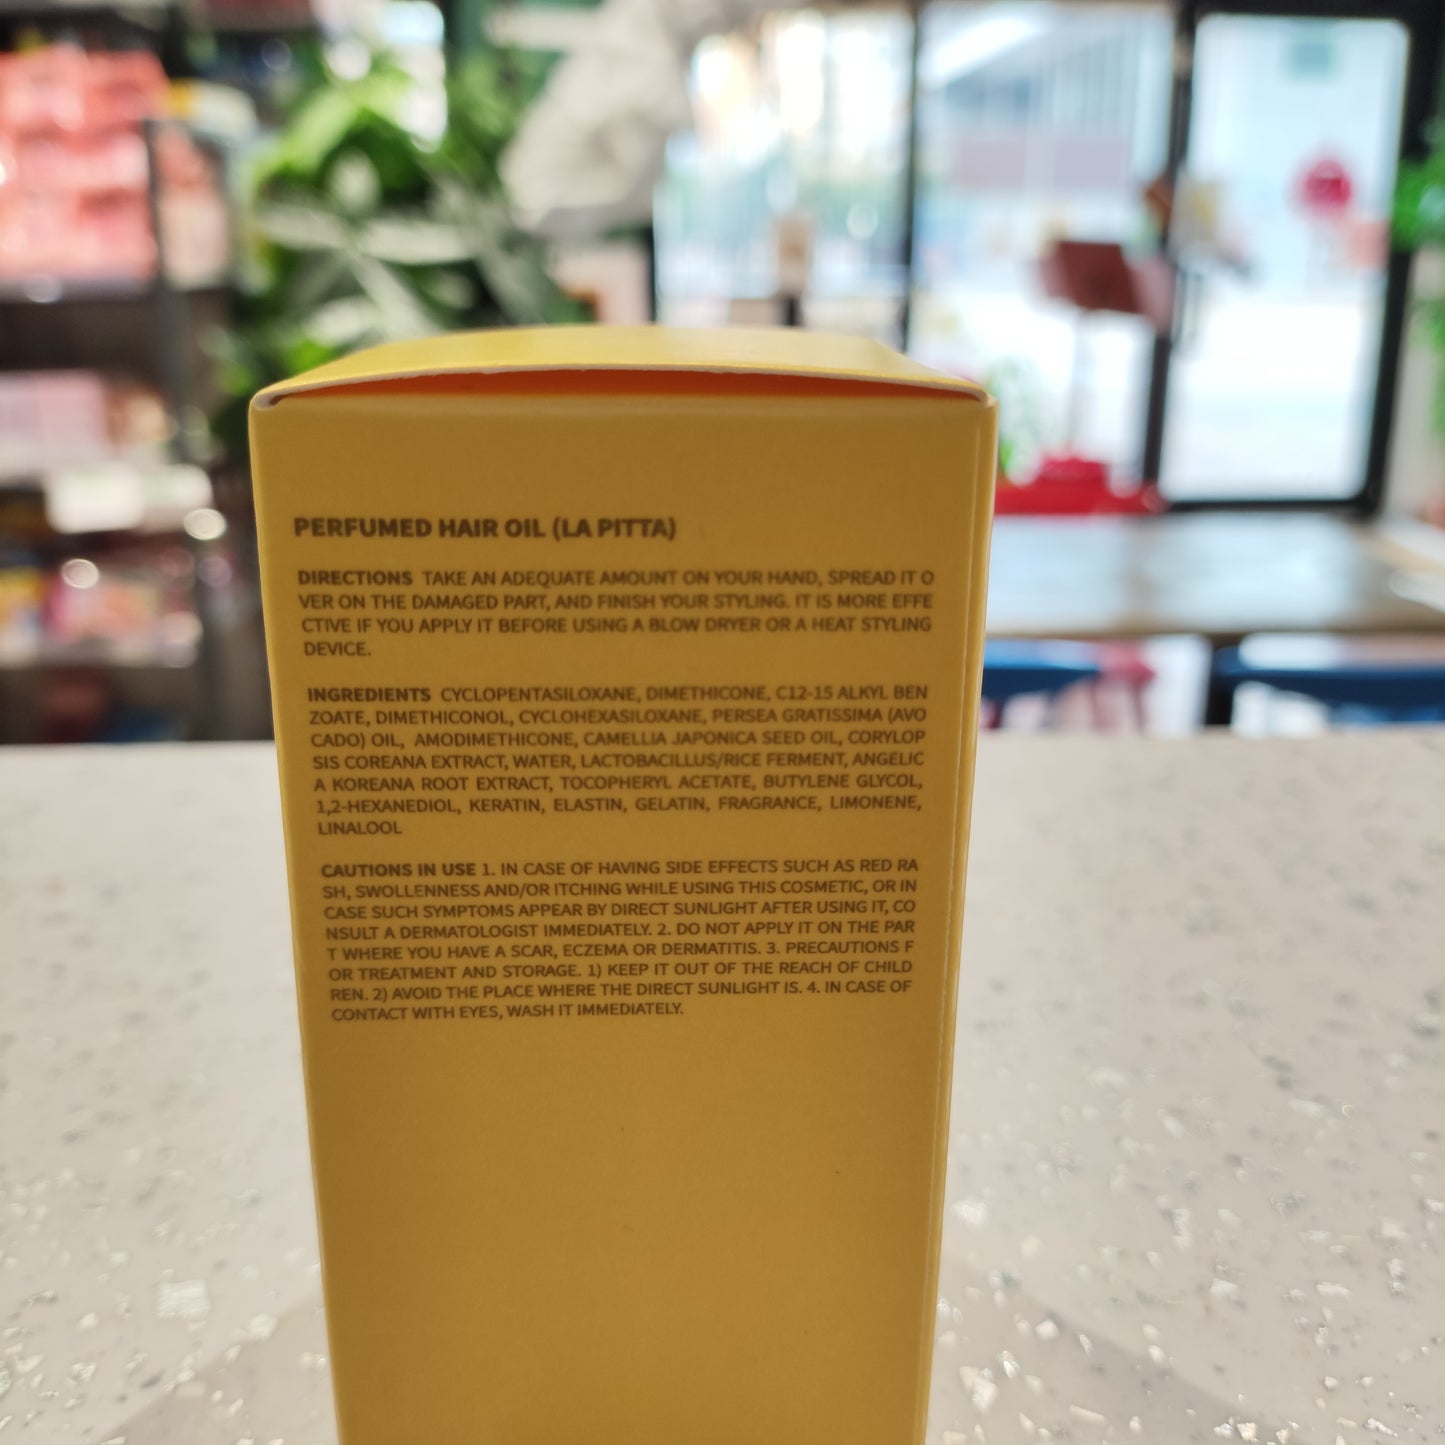 PERFUMED HAIR OIL (LA PITTA)
DIRECTIONS TAKE AN ADEQUATE AMOUNT ON YOUR HAND, SPREAD IT O
VER ON THE DAMAGED PART, AND FINISH YOUR STYLING. IT IS MORE EFFE
CTIVE IF YOU APPLY IT BEFORE USING A BLOW DRYER OR A HEAT STYLING
DEVICE.
INGREDIENTS CYCLOPENTASILOXANE, DIMETHICONE, C12-15 ALKYL BEN
ZOATE, DIMETHICONOL, CYCLOHEXASILOXANE, PERSEA GRATISSIMA (AVO
CADO) OIL, AMODIMETHICONE, CAMELLIA JAPONICA SEED OIL, CORYLOP
SIS COREANA EXTRACT, WATER, LACTOBACILLUS/RICE FERMENT, ANGELIC
A KOREANA ROOT EXTRACT, TOCOPHERYL ACETATE, BUTYLENE GLYCOL,
1,2-HEXANEDIOL, KERATIN, ELASTIN, GELATIN, FRAGRANCE, LIMONENE,
LINALOOL
CAUTIONS IN USE 1. IN CASE OF HAVING SIDE EFFECTS SUCH AS RED RA
SH, SWOLLENNESS AND/OR ITCHING WHILE USING THIS COSMETIC, OR IN
CASE SUCH SYMPTOMS APPEAR BY DIRECT SUNLIGHT AFTER USING IT, CO
NSULT A DERMATOLOGIST IMMEDIATELY. 2. DO NOT APPLY IT ON THE PAR
T WHERE YOU HAVE A SCAR, ECZEMA OR DERMATITIS. 3. PRECAUTIONS F
OR TREATMENT AND STORAGE. 1) KEEP IT OUT OF THE REACH OF CHILD
REN. 2) AVOID THE PLACE WHERE THE DIRECT SUNLIGHT IS. 4. IN CASE OF
CONTACT WITH EYES, WASH IT IMMEDIATELY.